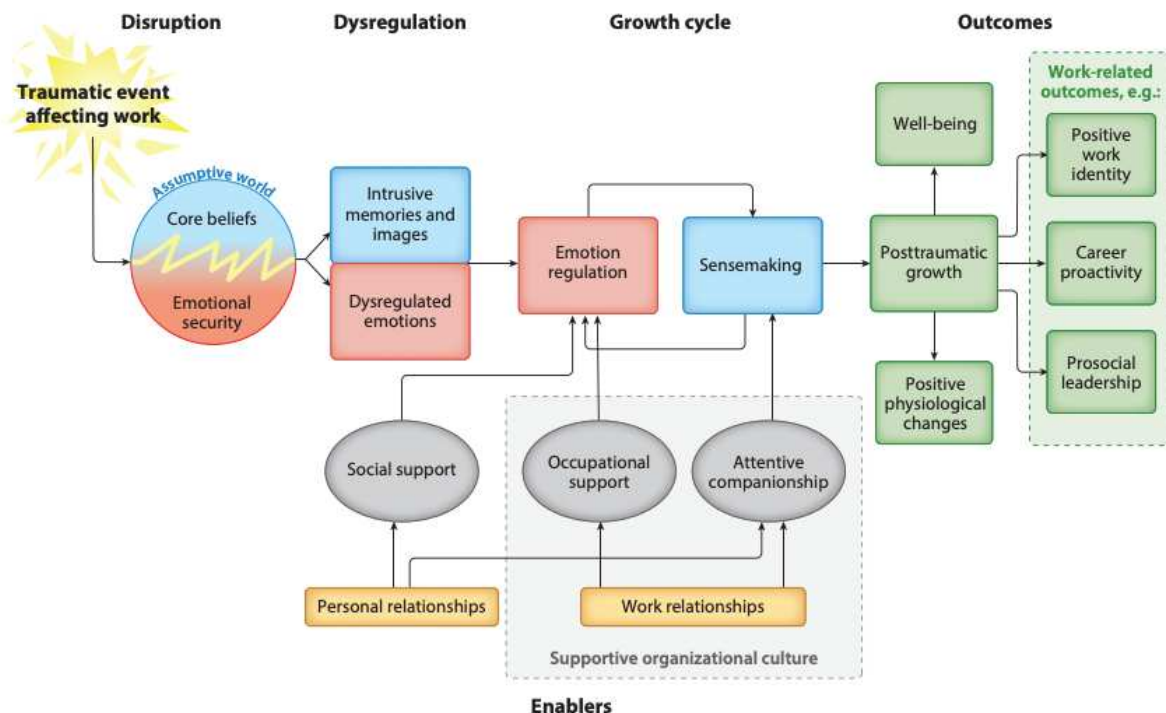 Disruption
Dysregulation
Growth cycle
Outcomes
Traumatic event
affecting work
Assumptive world
Core beliefs
Emotional
security
Intrusive
memories and
images
Dysregulated
emotions
Emotion
regulation
Sensemaking
Well-being
Posttraumatic
growth
Positive
physiological
changes
Work-related
outcomes, e.g.:
Positive
work
identity
Career
proactivity
Prosocial
leadership
Social support
Occupational
support
Attentive
companionship
Personal relationships
Work relationships
Supportive organizational culture
Enablers